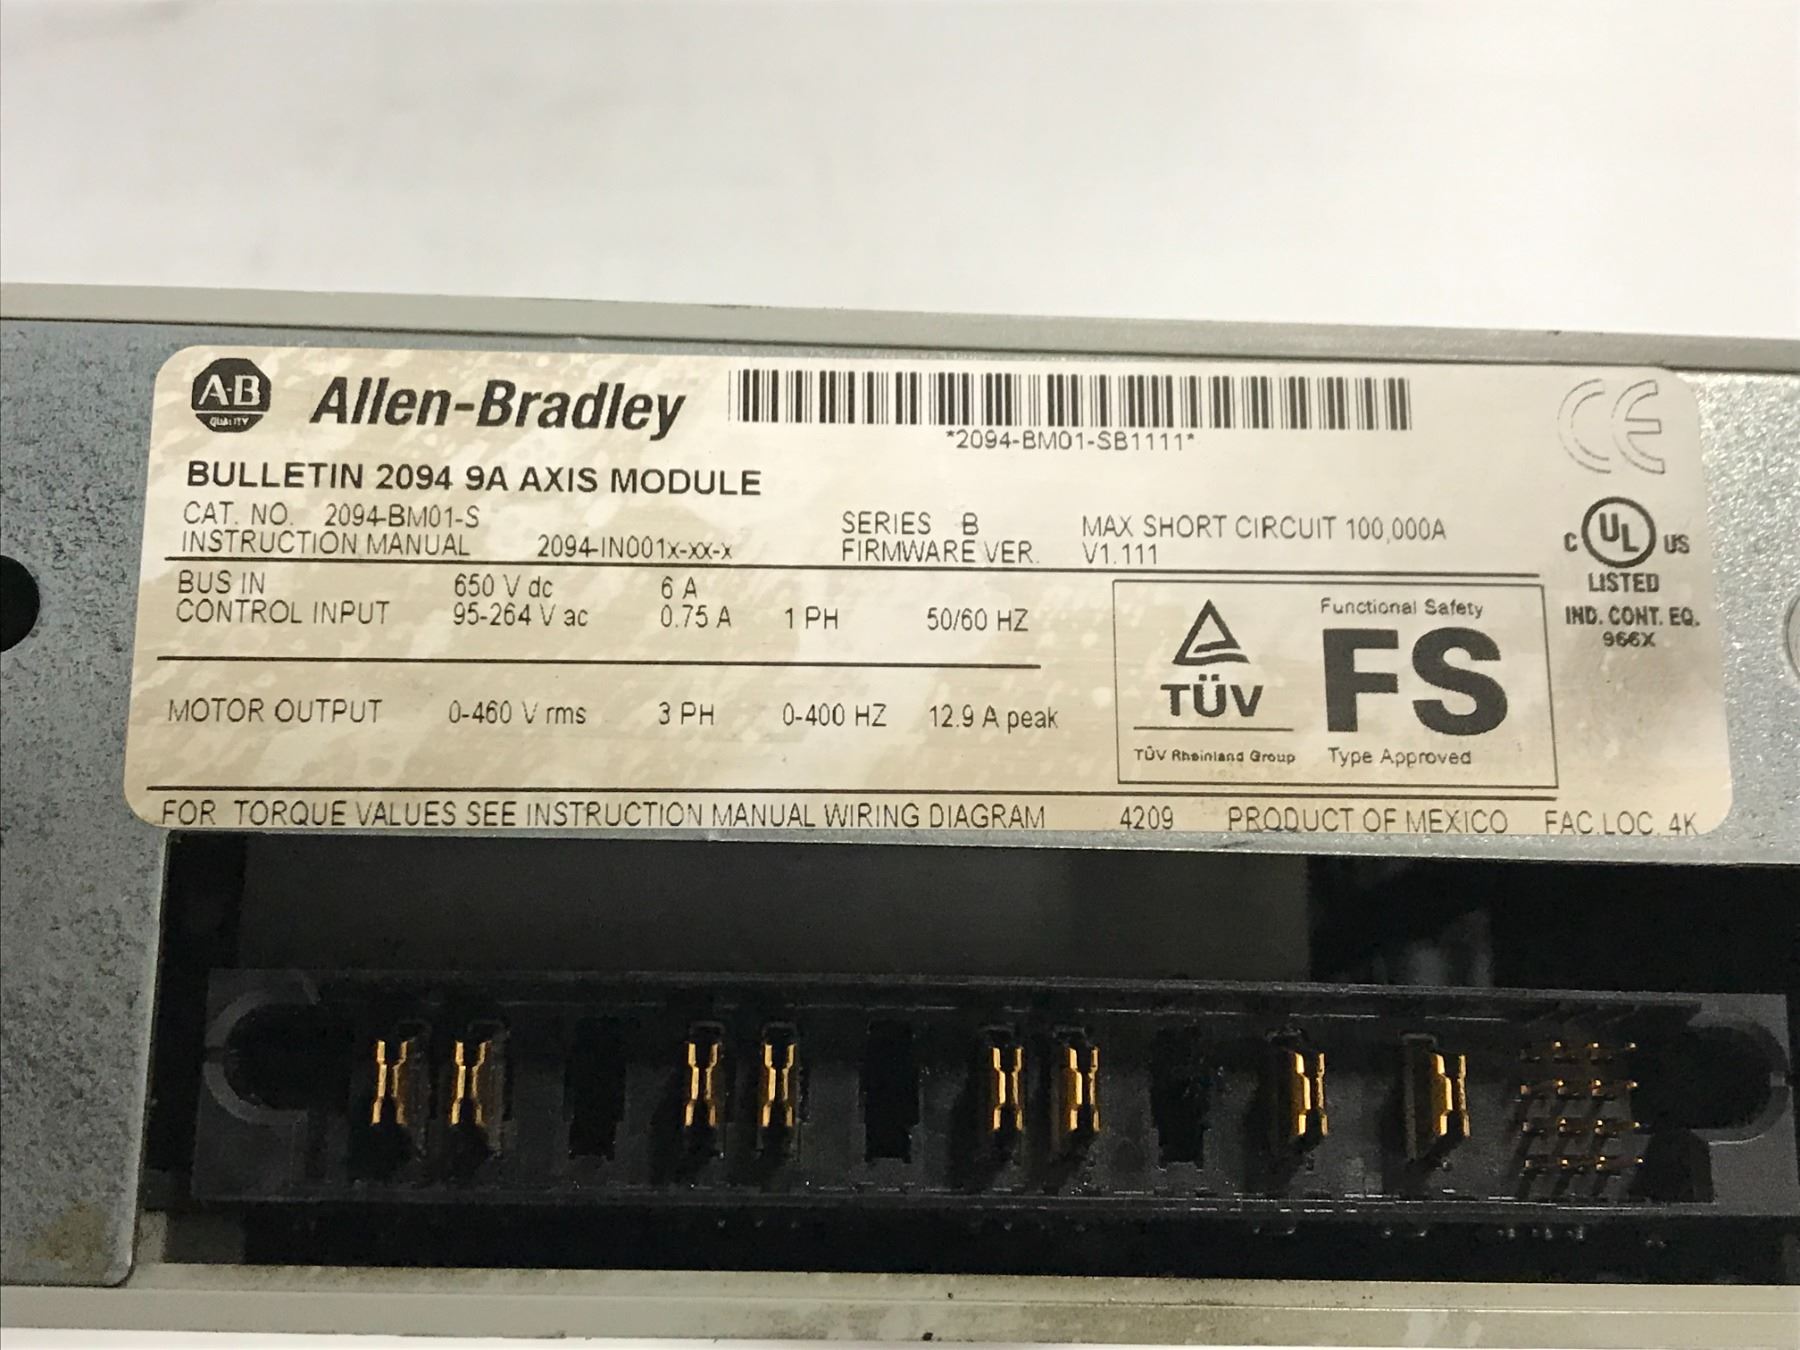 A-B QUALITY Allen-Bradley
*2094-BM01-SB1111*
CE
BULLETIN 2094 9A AXIS MODULE
CAT. NO. 2094-BM01-S SERIES B MAX SHORT CIRCUIT 100,000A
INSTRUCTION MANUAL 2094-IN001x-xx-x FIRMWARE VER. V1.111
C UL US
LISTED
IND. CONT. EQ.
966X
BUS IN 650 V dc 6 A
CONTROL INPUT 95-264 V ac 0.75 A 1 PH 50/60 HZ
MOTOR OUTPUT 0-460 V rms 3 PH 0-400 HZ 12.9 A peak
Functional Safety
TÜV FS
TÜV Rheinland Group Type Approved
FOR TORQUE VALUES SEE INSTRUCTION MANUAL WIRING DIAGRAM 4209 PRODUCT OF MEXICO FAC.LOC. 4K